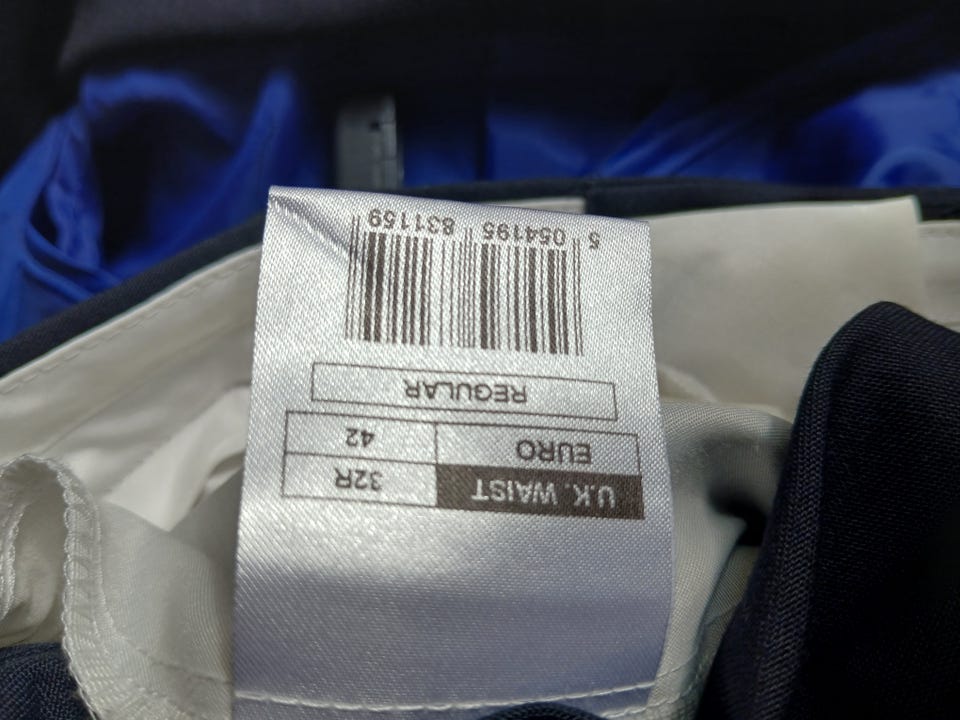 U.K. WAIST 32R
EURO 42
REGULAR
5 054195 831159